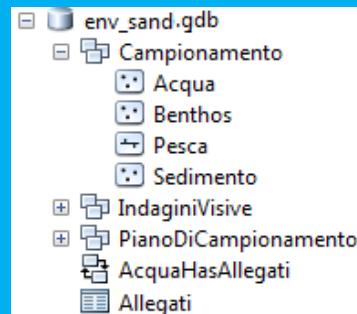 env_sand.gdb
Campionamento
Acqua
Benthos
Pesca
Sedimento
IndaginiVisive
PianoDiCampionamento
AcquaHasAllegati
Allegati